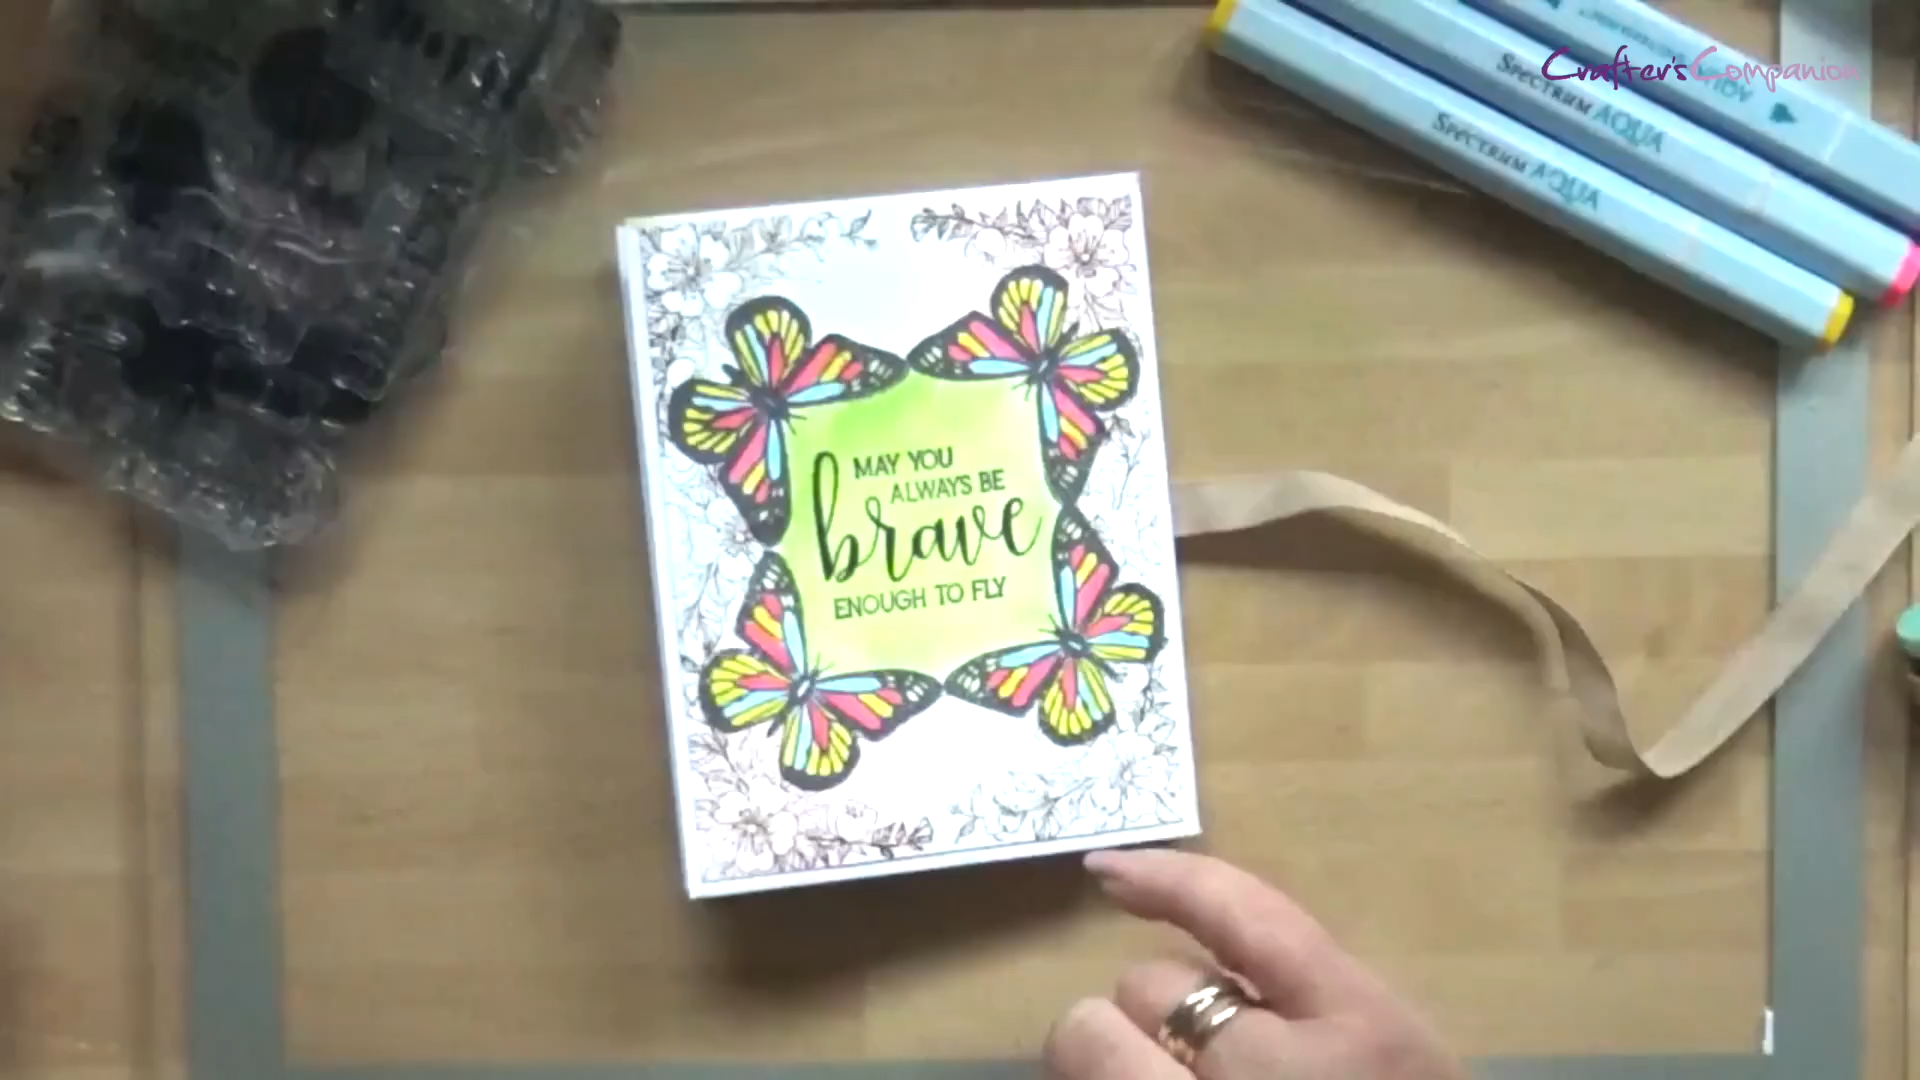 Crafter's Companion
SPECTRUM AQUA
SPECTRUM AQUA
MAY YOU
ALWAYS BE
brave
ENOUGH TO FLY